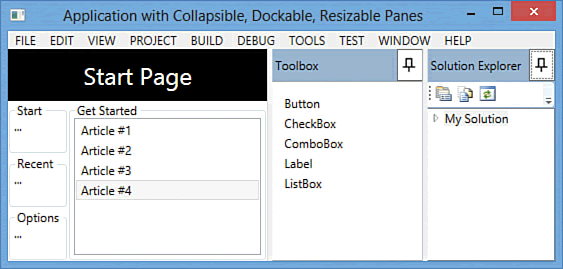 Application with Collapsible, Dockable, Resizable Panes
FILE EDIT VIEW PROJECT BUILD DEBUG TOOLS TEST WINDOW HELP
Start Page
Start
...
Recent
...
Options
...
Get Started
Article #1
Article #2
Article #3
Article #4
Toolbox
Button
CheckBox
ComboBox
Label
ListBox
Solution Explorer
My Solution